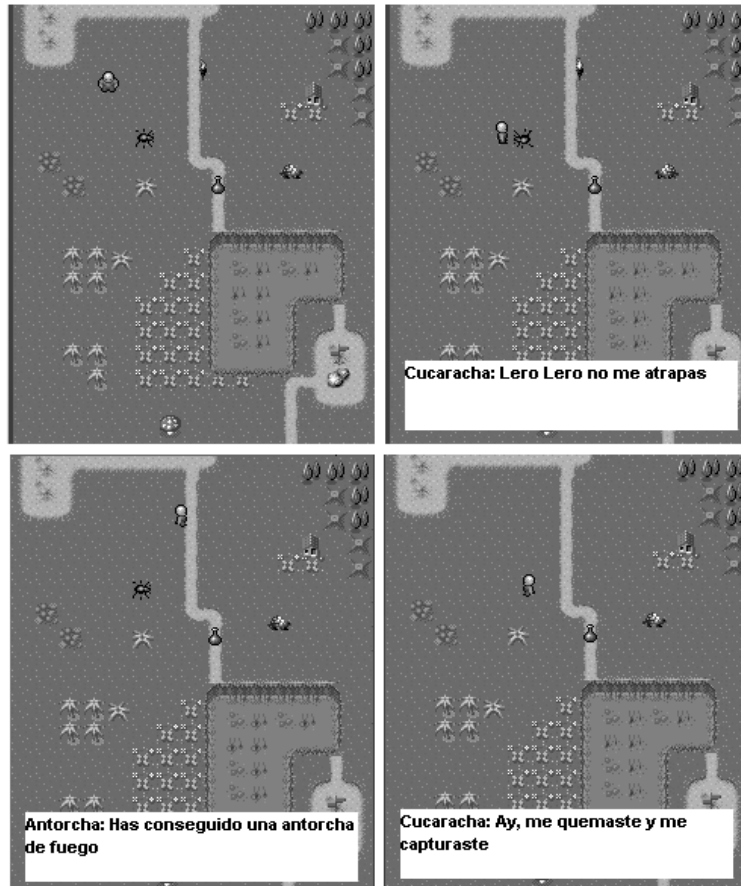 Cucaracha: Lero Lero no me atrapas
Antorcha: Has conseguido una antorcha
de fuego
Cucaracha: Ay, me quemaste y me
capturaste